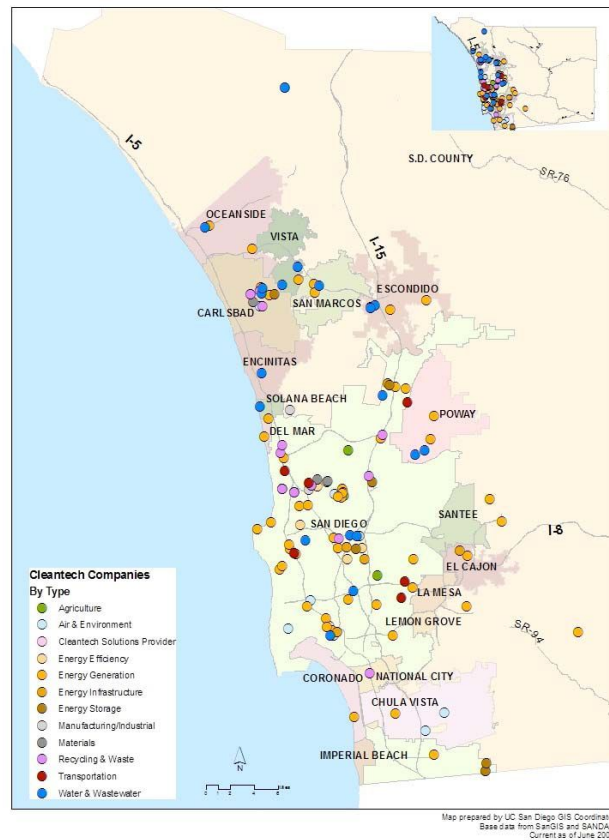 I-5
S.D. COUNTY
SR-76
OCEANSIDE
VISTA
I-15
ESCONDIDO
SAN MARCOS
CARLSBAD
ENCINITAS
SOLANA BEACH
DEL MAR
POWAY
SANTEE
SAN DIEGO
I-8
EL CAJON
LA MESA
LEMON GROVE
SR-94
CORONADO
NATIONAL CITY
CHULA VISTA
IMPERIAL BEACH
Cleantech Companies
By Type
Agriculture
Air & Environment
Cleantech Solutions Provider
Energy Efficiency
Energy Generation
Energy Infrastructure
Energy Storage
Manufacturing/Industrial
Materials
Recycling & Waste
Transportation
Water & Wastewater
N
Map prepared by UC San Diego GIS Coordinat
Base data from SanGIS and SANDA
Current as of June 200